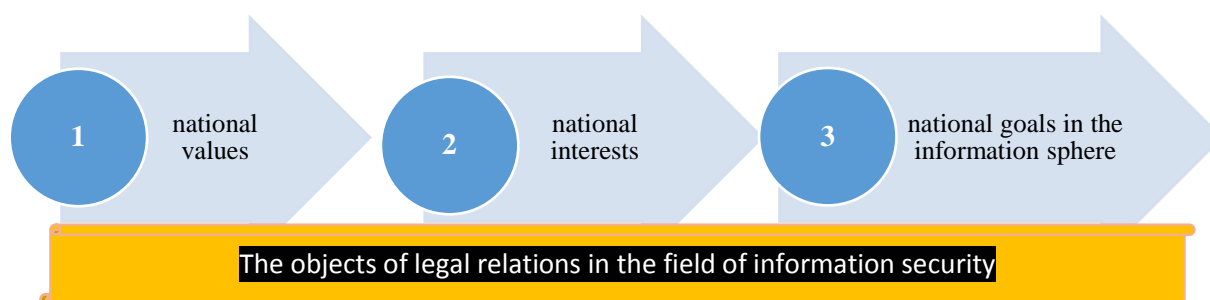 1
national
values
2
national
interests
3
national goals in the
information sphere
The objects of legal relations in the field of information security